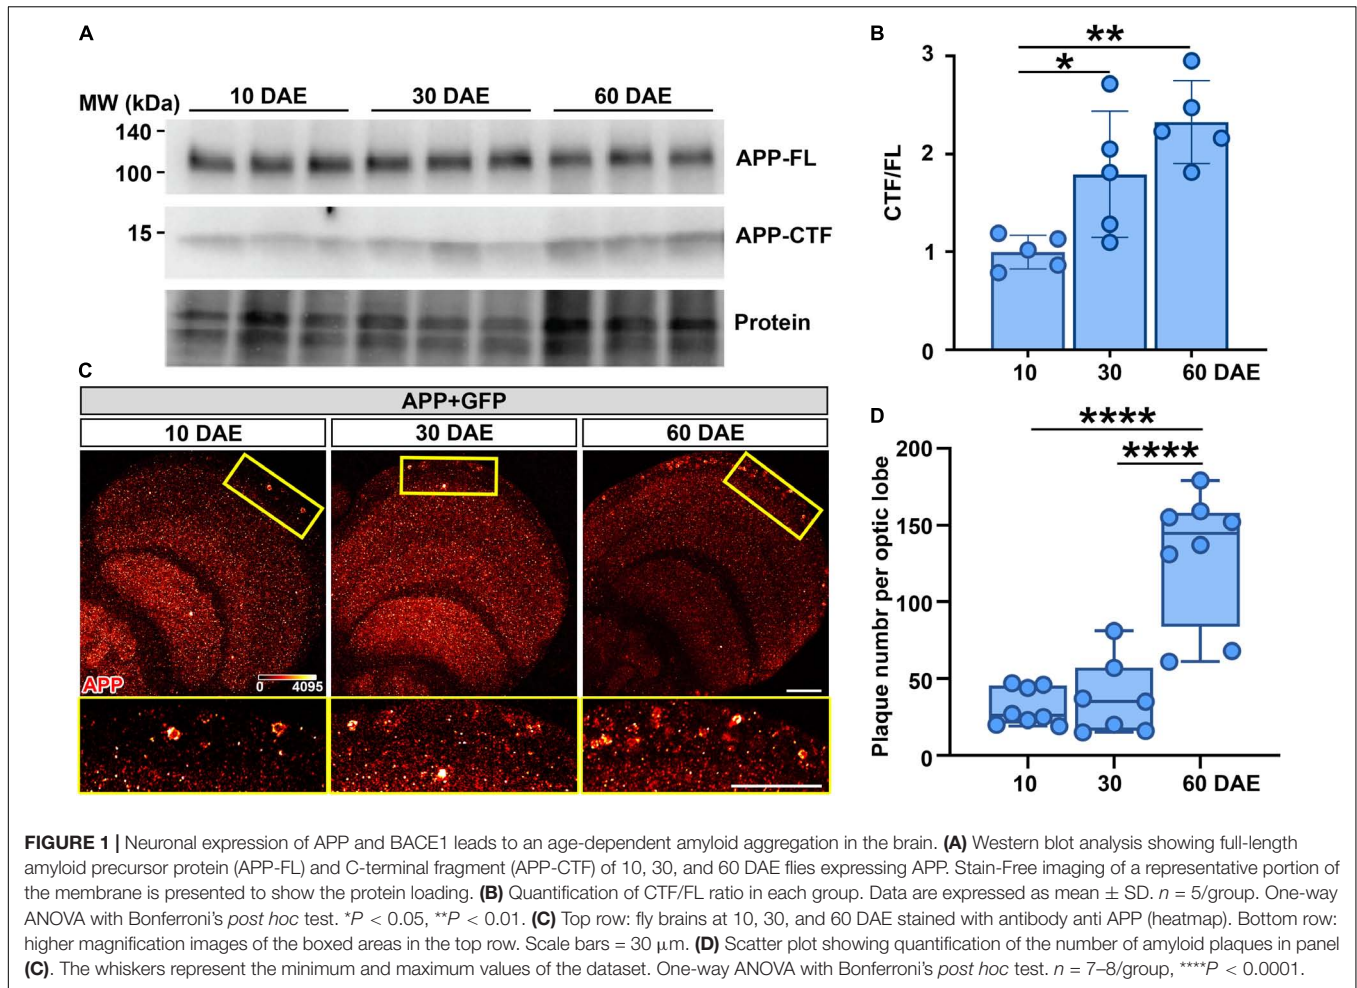 A
MW (kDa)
10 DAE
30 DAE
60 DAE
140
100
APP-FL
15
APP-CTF
Protein
B
**
*
3
2
1
0
CTF/FL
10
30
60 DAE
C
APP+GFP
10 DAE
30 DAE
60 DAE
APP
0
4095
D
****
****
200
150
100
50
0
Plaque numbr per optic lobe
10
30
60 DAE
FIGURE 1 | Neuronal expression of APP and BACE1 leads to an age-dependent amyloid aggregation in the brain. (A) Western blot analysis showing full-length
amyloid precursor protein (APP-FL) and C-terminal fragment (APP-CTF) of 10, 30, and 60 DAE flies expressing APP. Stain-Free imaging of a representative portion of
the membrane is presented to show the protein loading. (B) Quantification of CTF/FL ratio in each group. Data are expressed as mean ± SD. n = 5/group. One-way
ANOVA with Bonferroni's post hoc test. *P < 0.05, **P < 0.01. (C) Top row: fly brains at 10, 30, and 60 DAE stained with antibody anti APP (heatmap). Bottom row:
higher magnification images of the boxed areas in the top row. Scale bars = 30 μm. (D) Scatter plot showing quantification of the number of amyloid plaques in panel
(C). The whiskers represent the minimum and maximum values of the dataset. One-way ANOVA with Bonferroni's post hoc test. n = 7–8/group, ****P < 0.0001.